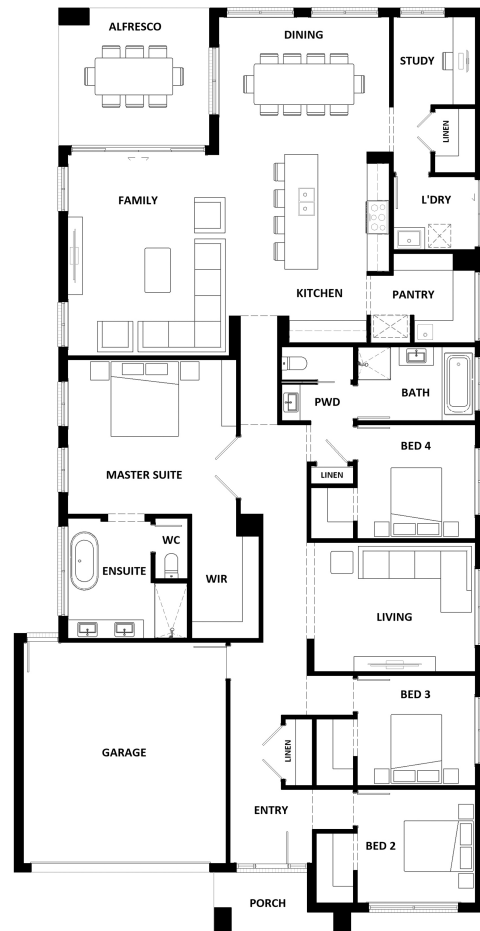 ALFRESCO
DINING
STUDY
LINEN
FAMILY
L'DRY
KITCHEN
PANTRY
BATH
PWD
BED 4
MASTER SUITE
LINEN
WC
ENSUITE
WIR
LIVING
BED 3
GARAGE
LINEN
ENTRY
BED 2
PORCH